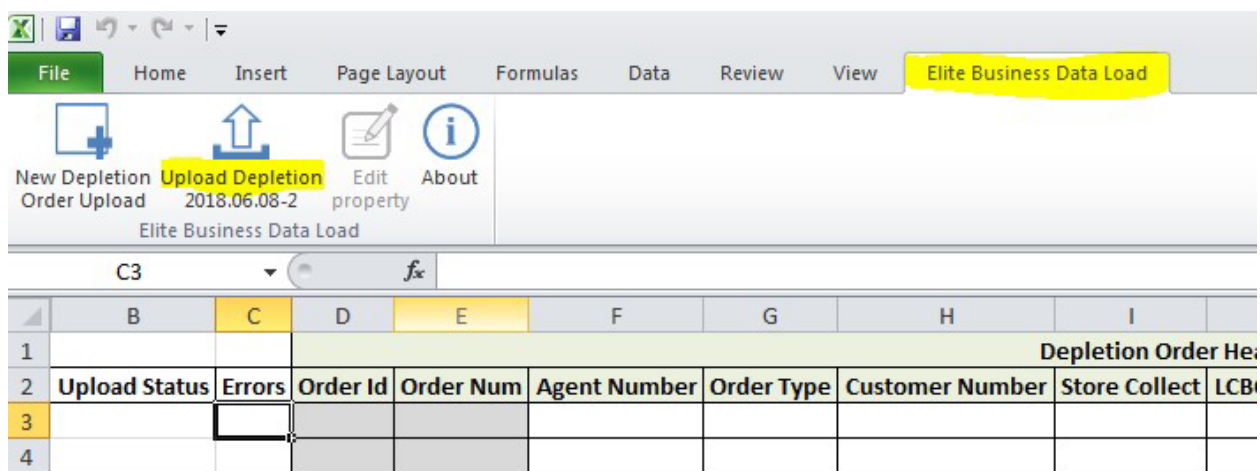 File Home Insert Page Layout Formulas Data Review View Elite Business Data Load
New Depletion Upload Depletion Edit About
Order Upload 2018.06.08-2 property
Elite Business Data Load
C3 fx
B C D E F G H I
1 Depletion Order Hea
2 Upload Status Errors Order Id Order Num Agent Number Order Type Customer Number Store Collect LCB
3
4